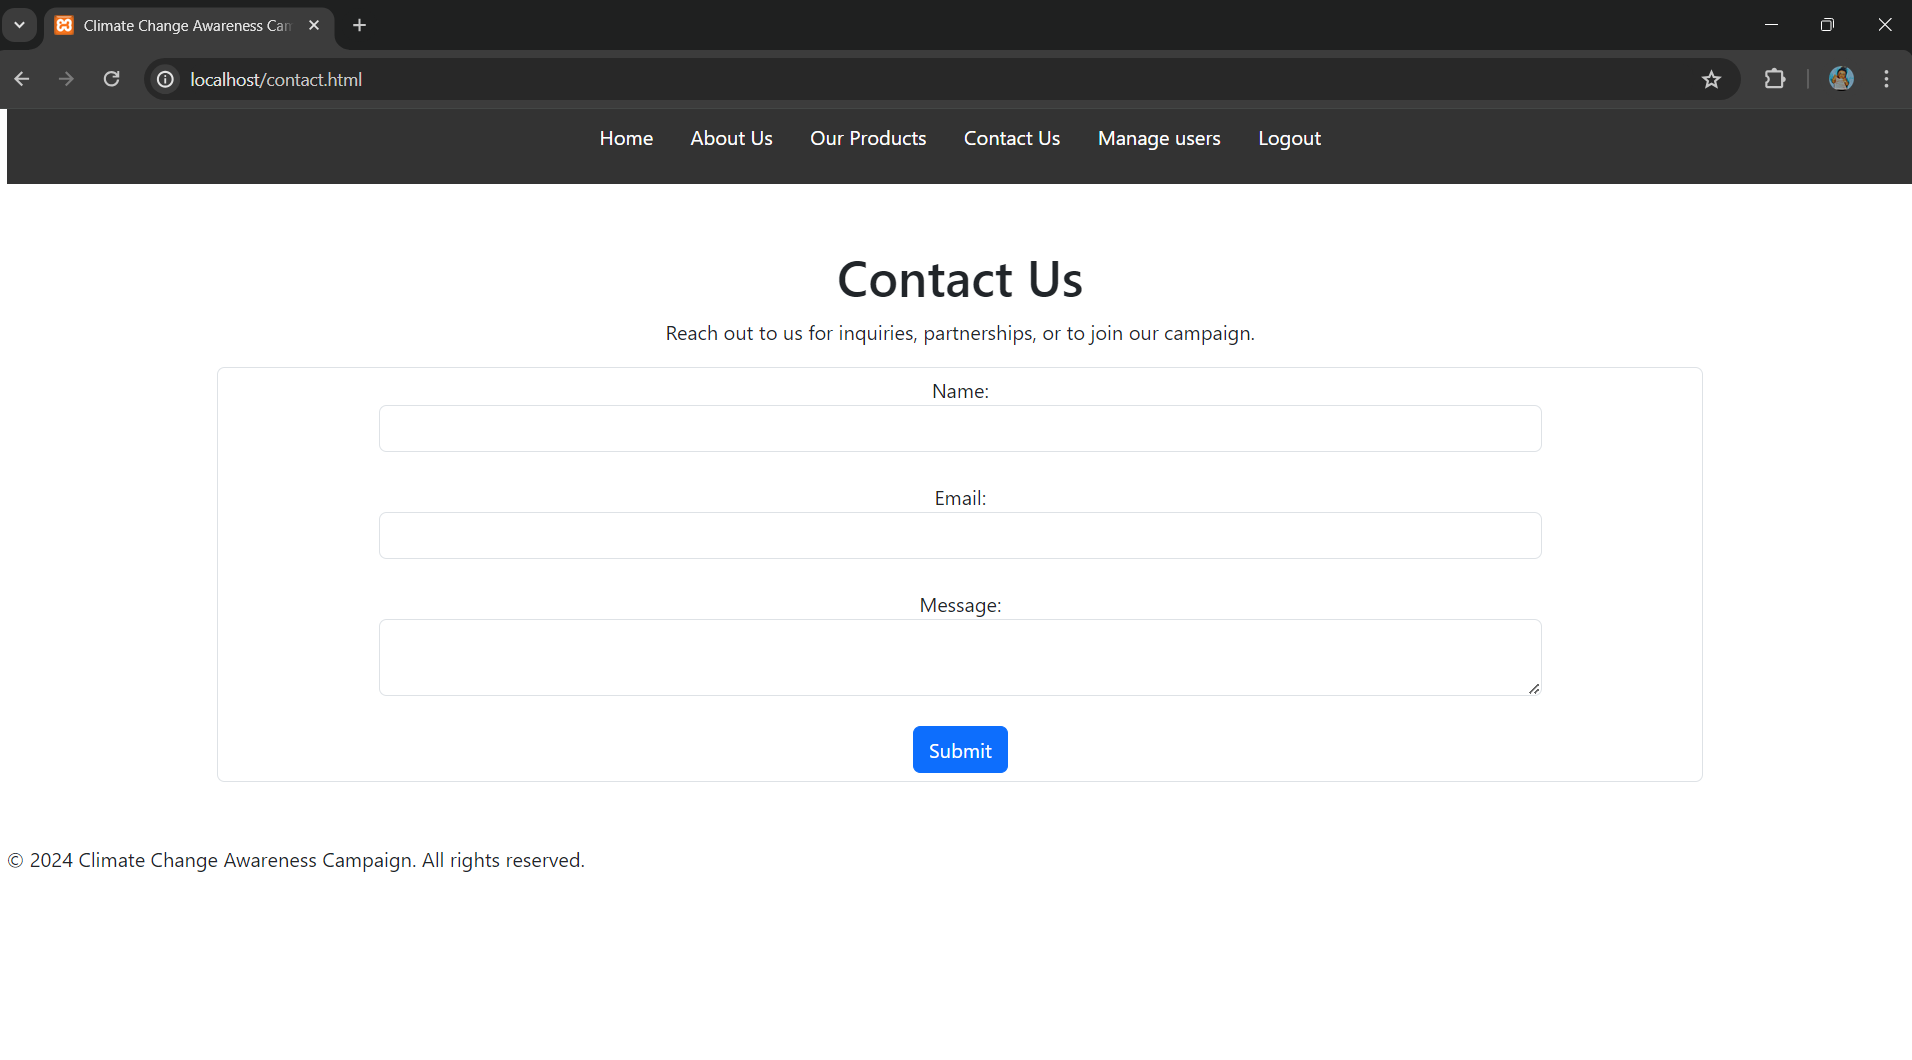 Climate Change Awareness Can
localhost/contact.html
Home About Us Our Products Contact Us Manage users Logout
Contact Us
Reach out to us for inquiries, partnerships, or to join our campaign.
Name:
Email:
Message:
Submit
© 2024 Climate Change Awareness Campaign. All rights reserved.